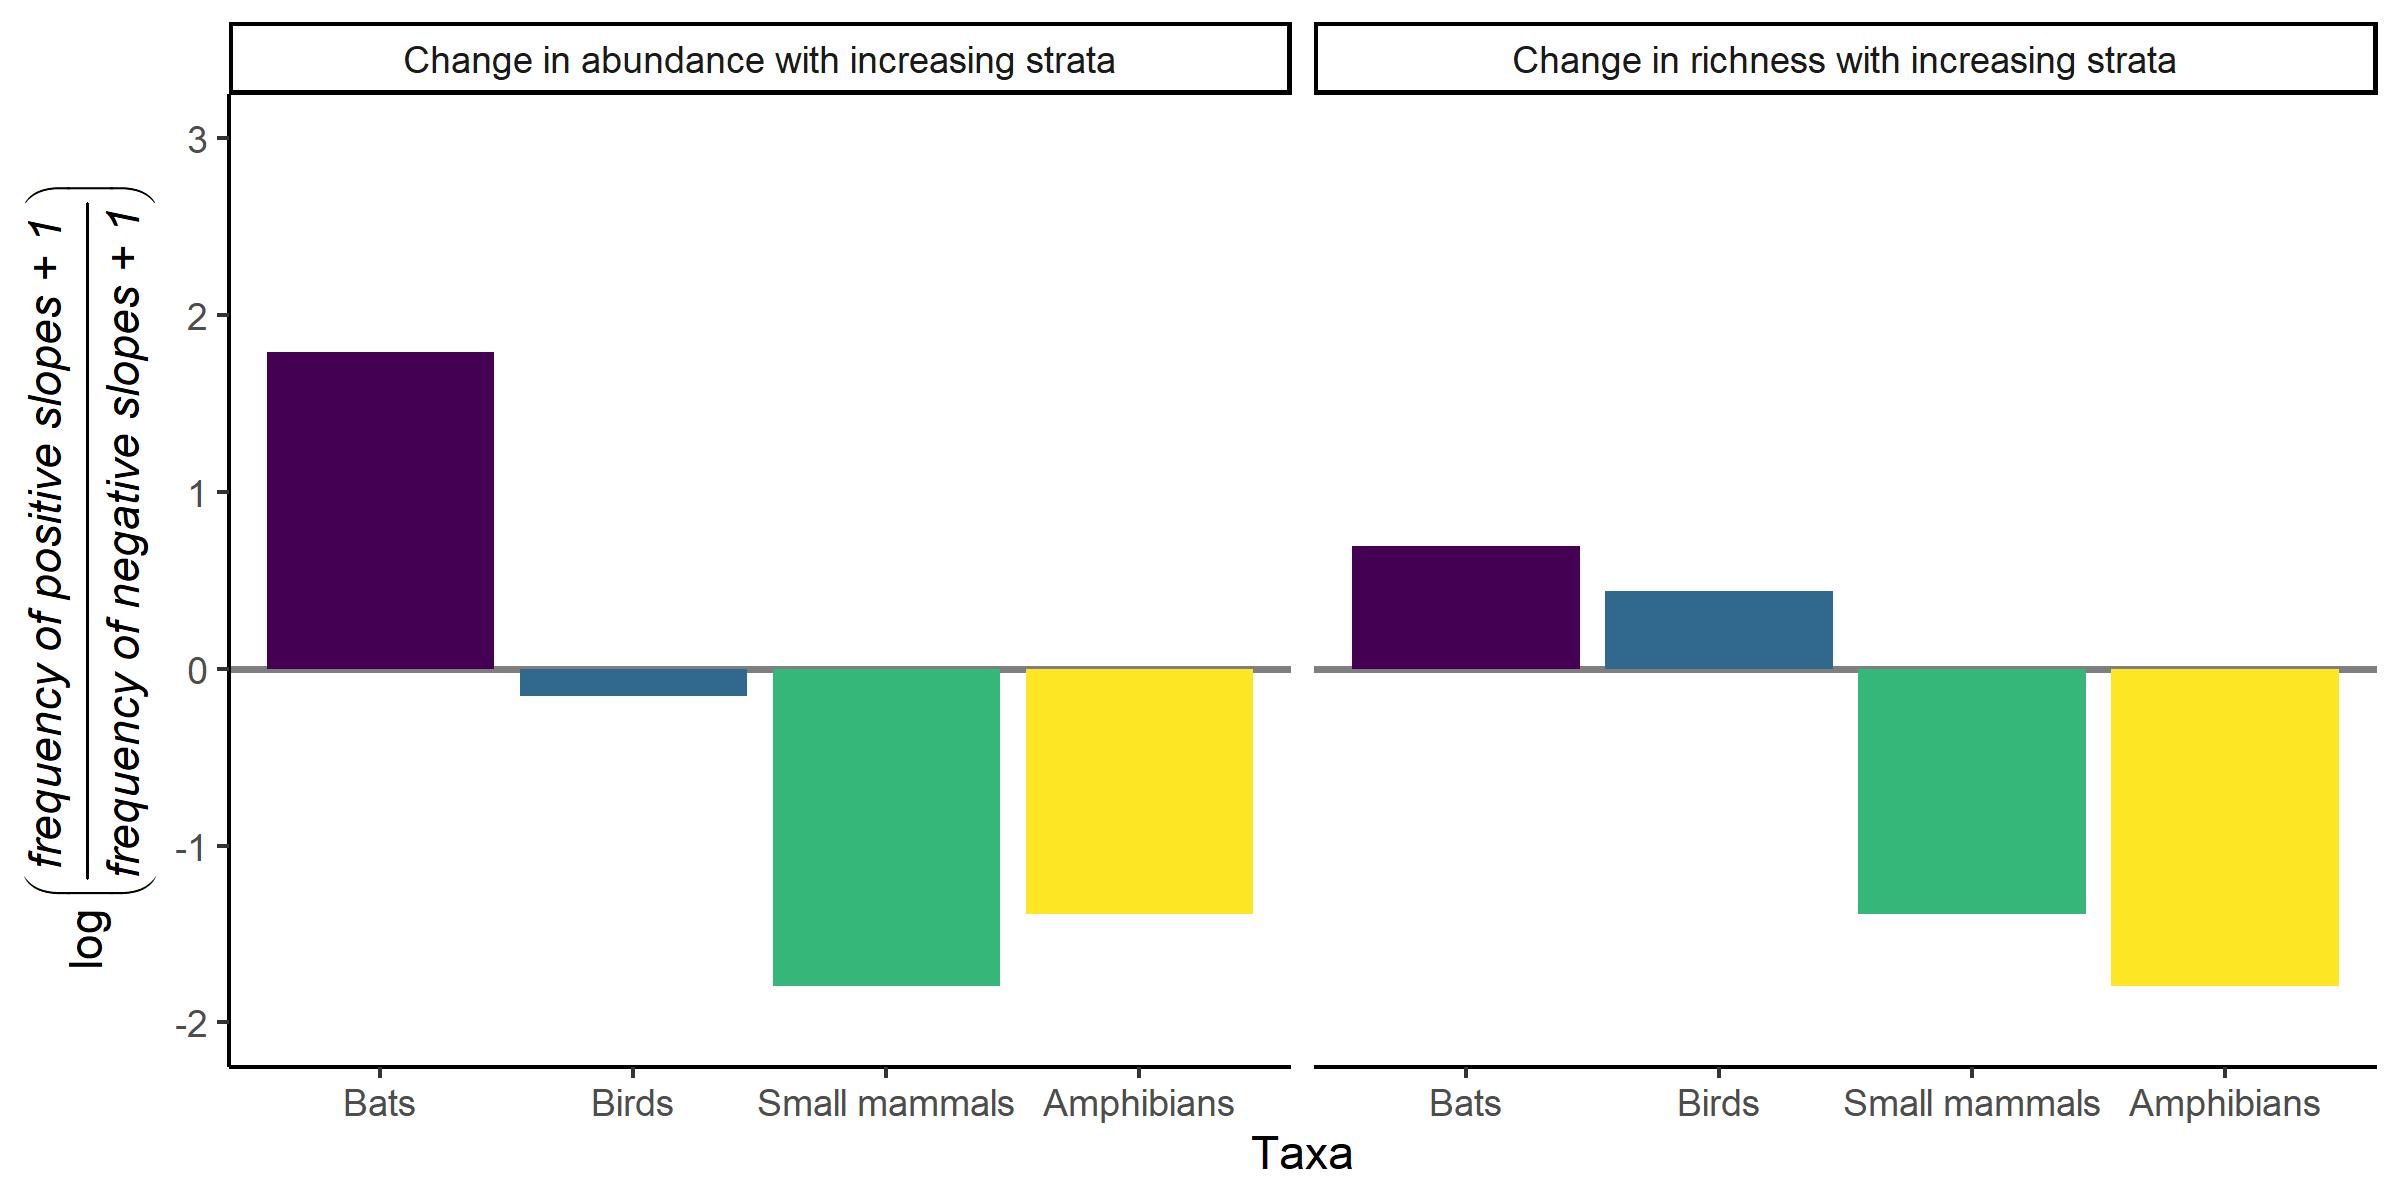 Change in abundance with increasing strata
Change in richness with increasing strata
log
frequency of positive slopes + 1
frequency of negative slopes + 1
3
2
1
0
-1
-2
Bats Birds Small mammals Amphibians
Bats Birds Small mammals Amphibians
Taxa